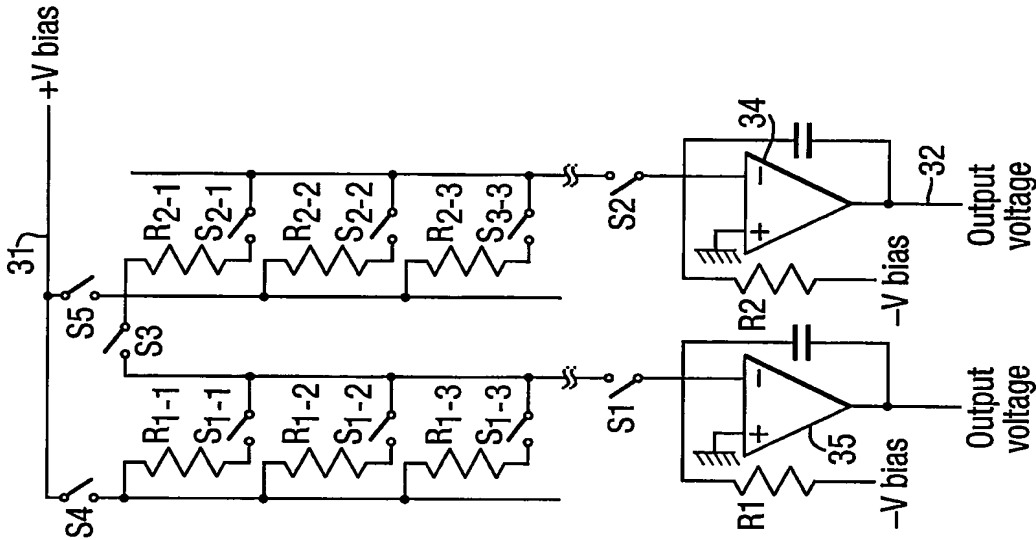 31
+V bias
S4
S5
S3
R1-1
S1-1
R1-2
S1-2
R1-3
S1-3
R2-1
S2-1
R2-2
S2-2
R2-3
S3-3
S1
S2
R1
−V bias
+
−
35
Output
voltage
R2
−V bias
+
−
34
32
Output
voltage